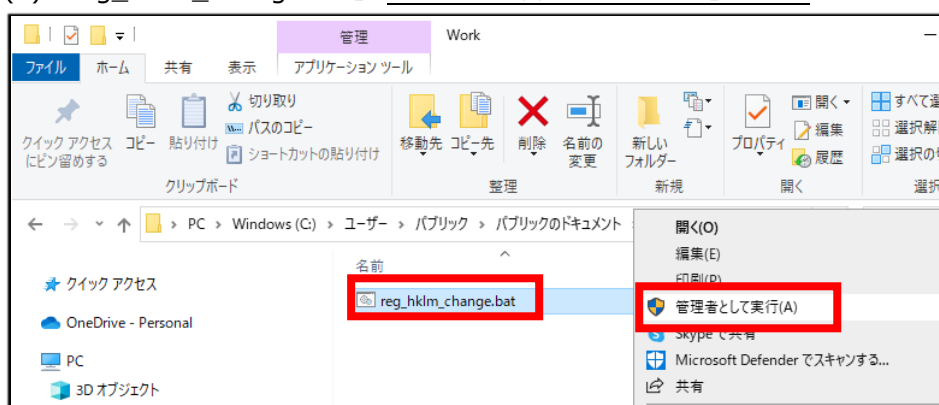 管理
Work
ファイル
ホーム
共有
表示
アプリケーション ツール
クイック アクセス
にピン留めする
コピー
貼り付け
切り取り
パスのコピー
ショートカットの貼り付け
移動先
コピー先
削除
名前の
変更
新しい
フォルダー
プロパティ
開く
編集
履歴
すべて選
選択解
選択の
クリップボード
整理
新規
開く
選択
PC > Windows (C:) > ユーザー > パブリック > パブリックのドキュメント
名前
クイック アクセス
OneDrive - Personal
PC
3D オブジェクト
reg_hklm_change.bat
開く(O)
編集(E)
印刷(P)
管理者として実行(A)
Skype で共有
Microsoft Defender でスキャンする...
共有